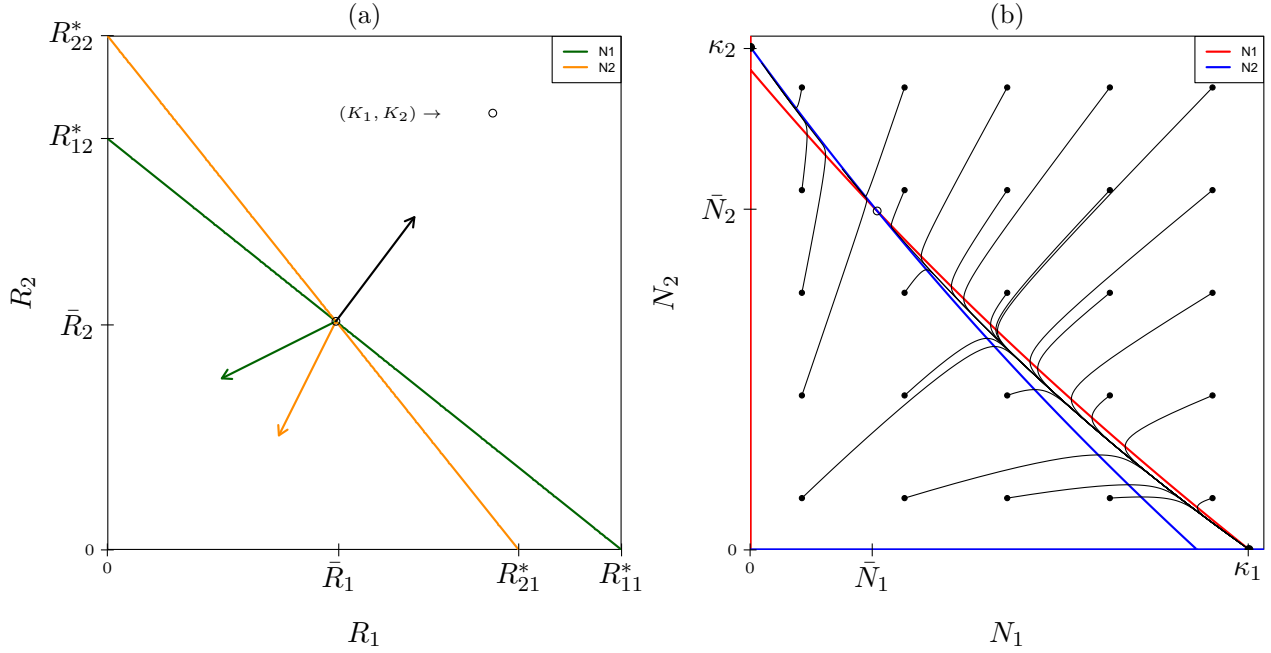 (a)
R*22
R*12
R̄2
0
R2
N1
N2
(K1, K2) →
0
R̄1
R*21
R*11
R1
(b)
κ2
N̄2
0
N2
N1
N2
0
N̄1
κ1
N1